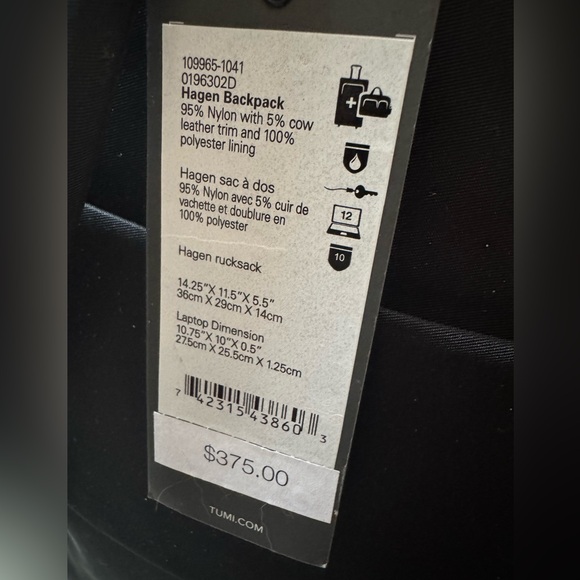 109965-1041
0196302D
Hagen Backpack
95% Nylon with 5% cow
leather trim and 100%
polyester lining
Hagen sac à dos
95% Nylon avec 5% cuir de
vachette et doublure en
100% polyester
Hagen rucksack
14.25"X 11.5"X 5.5"
36cm X 29cm X 14cm
Laptop Dimension
10.75"X 10"X 0.5"
27.5cm X 25.5cm X 1.25cm
12
10
7 42315 43860 3
$375.00
TUMI.COM